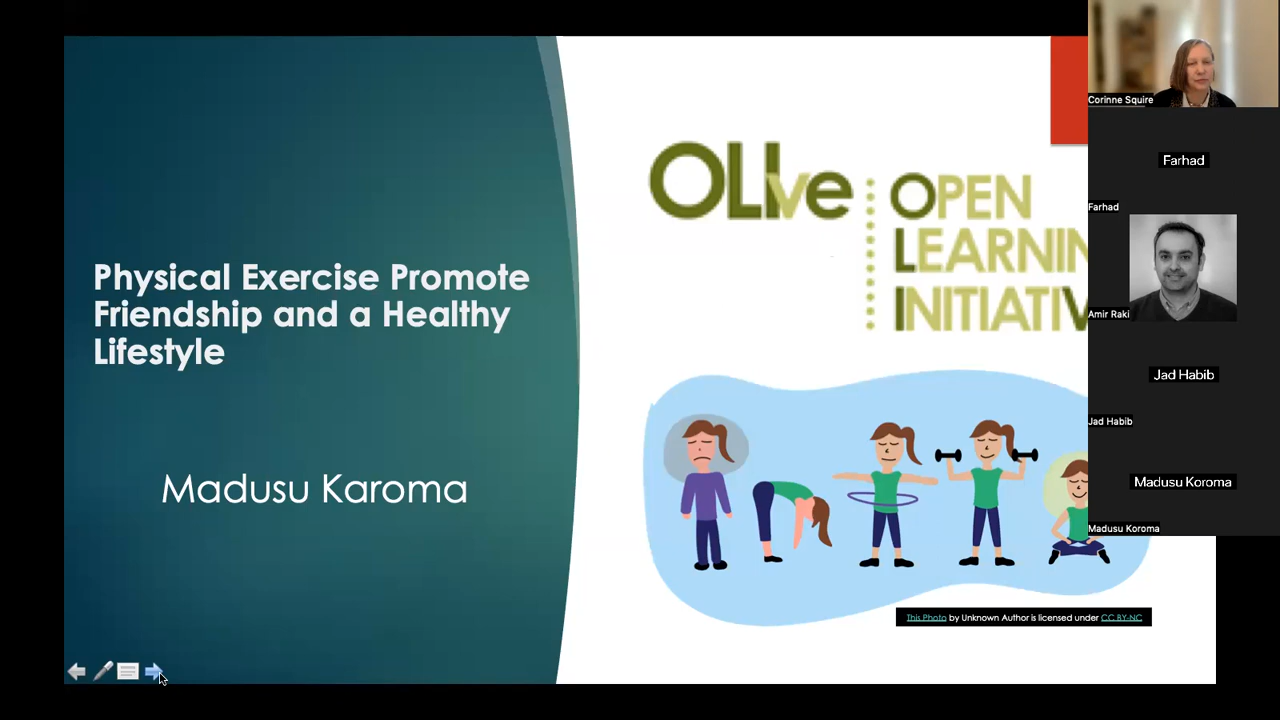 Physical Exercise Promote
Friendship and a Healthy
Lifestyle
Madusu Karoma
OLIve
OPEN
LEARNIN
INITIATIV
This Photo by Unknown Author is licensed under CC BY-NC
Corinne Squire
Farhad
Farhad
Amir Raki
Jad Habib
Jad Habib
Madusu Koroma
Madusu Koroma